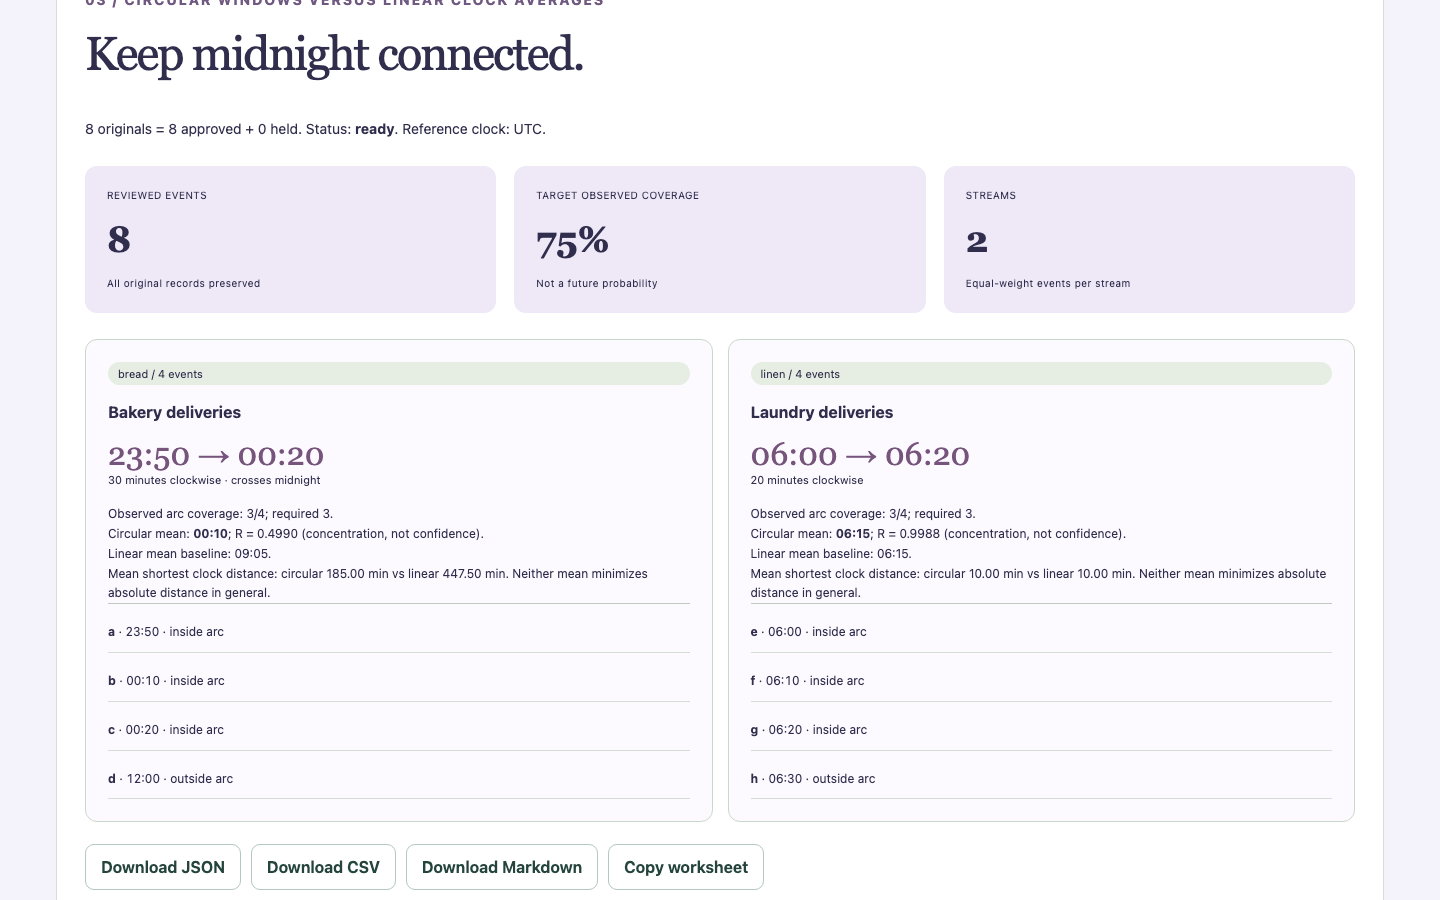 03 / CIRCULAR WINDOWS VERSUS LINEAR CLOCK AVERAGES
Keep midnight connected.
8 originals = 8 approved + 0 held. Status: ready. Reference clock: UTC.
REVIEWED EVENTS
8
All original records preserved
TARGET OBSERVED COVERAGE
75%
Not a future probability
STREAMS
2
Equal-weight events per stream
bread / 4 events
Bakery deliveries
23:50 → 00:20
30 minutes clockwise · crosses midnight
Observed arc coverage: 3/4; required 3.
Circular mean: 00:10; R = 0.4990 (concentration, not confidence).
Linear mean baseline: 09:05.
Mean shortest clock distance: circular 185.00 min vs linear 447.50 min. Neither mean minimizes
absolute distance in general.
a · 23:50 · inside arc
b · 00:10 · inside arc
c · 00:20 · inside arc
d · 12:00 · outside arc
linen / 4 events
Laundry deliveries
06:00 → 06:20
20 minutes clockwise
Observed arc coverage: 3/4; required 3.
Circular mean: 06:15; R = 0.9988 (concentration, not confidence).
Linear mean baseline: 06:15.
Mean shortest clock distance: circular 10.00 min vs linear 10.00 min. Neither mean minimizes absolute
distance in general.
e · 06:00 · inside arc
f · 06:10 · inside arc
g · 06:20 · inside arc
h · 06:30 · outside arc
Download JSON
Download CSV
Download Markdown
Copy worksheet